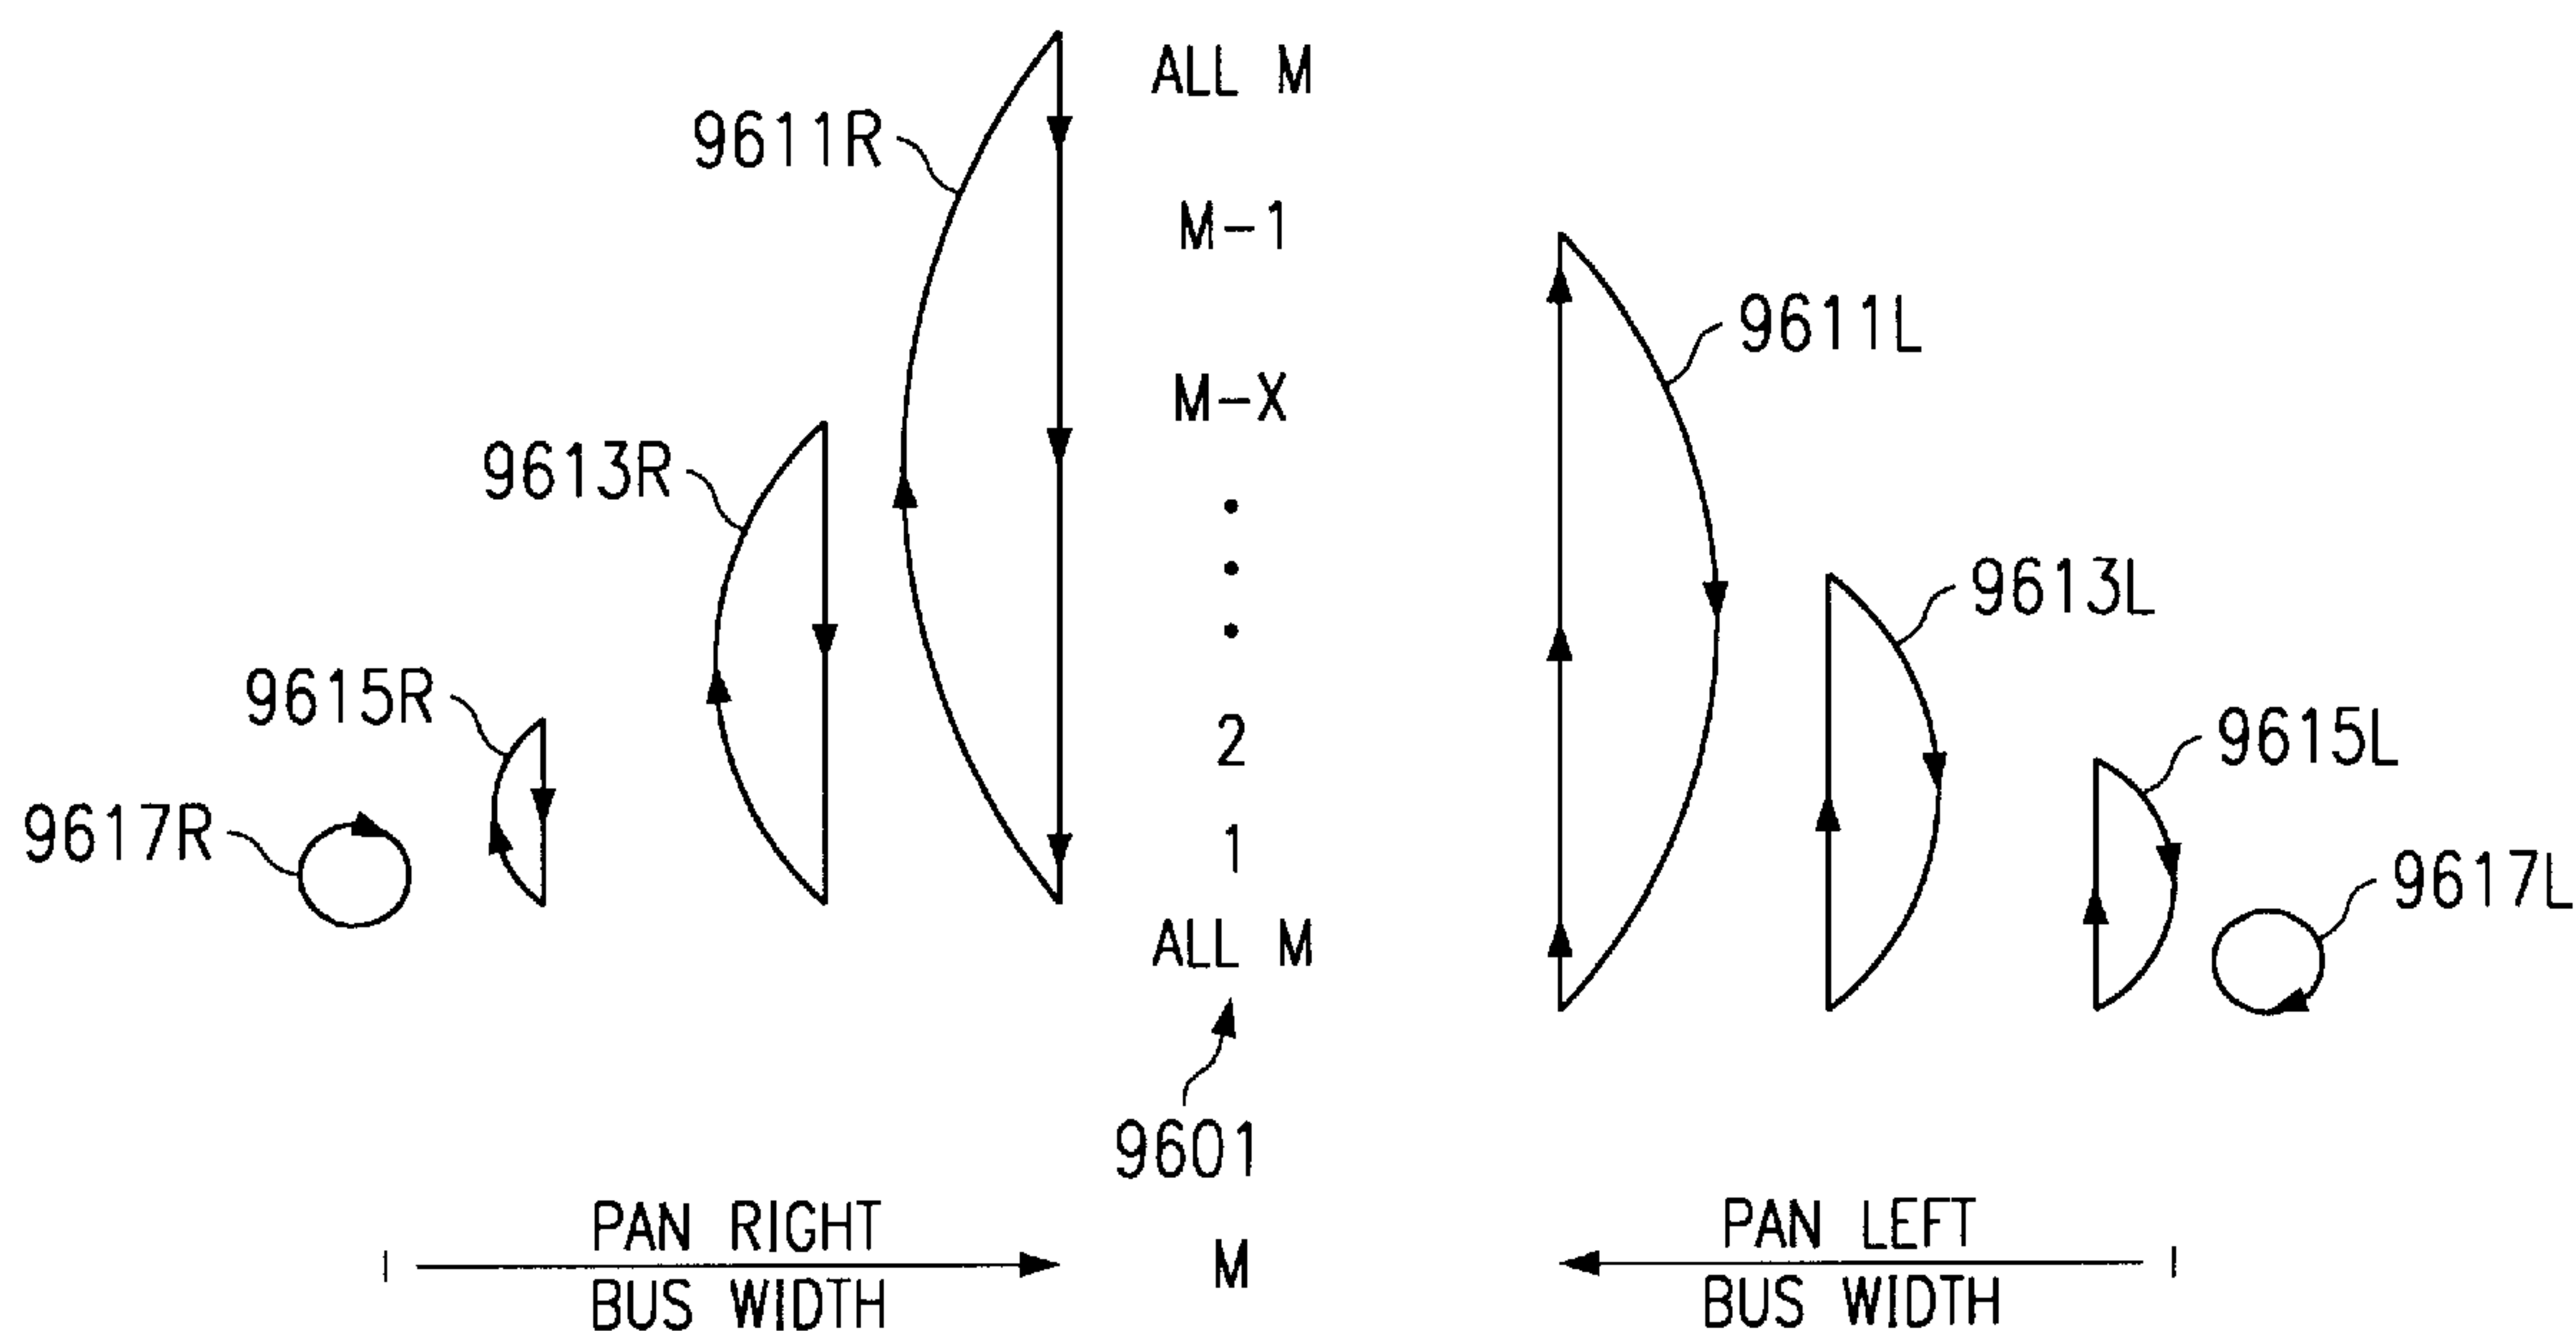 ALL M
9611R
M-1
9611L
M-X
9613R
9613L
9615R
2
9615L
9617R
1
9617L
ALL M
9601
PAN RIGHT
PAN LEFT
| M |
BUS WIDTH
BUS WIDTH